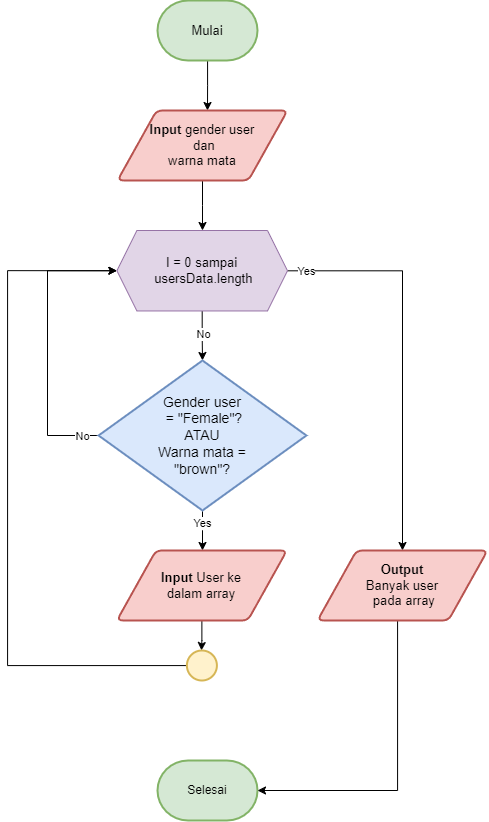 Mulai
Input gender user
dan
warna mata
I = 0 sampai
usersData.length
Yes
No
Gender user
= "Female"?
ATAU
Warna mata =
"brown"?
No
Yes
Input User ke
dalam array
Output
Banyak user
pada array
Selesai